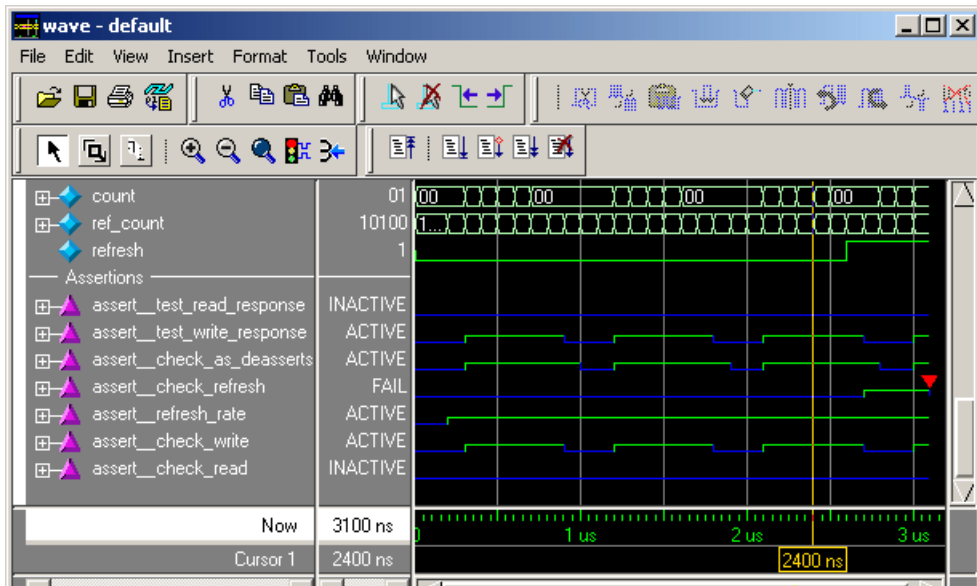 wave - default
File Edit View Insert Format Tools Window
count 01 00 00 00 00
ref_count 10100 1...
refresh 1
Assertions
assert__test_read_response INACTIVE
assert__test_write_response ACTIVE
assert__check_as_deasserts ACTIVE
assert__check_refresh FAIL
assert__refresh_rate ACTIVE
assert__check_write ACTIVE
assert__check_read INACTIVE
Now 3100 ns 0 1 us 2 us 3 us
Cursor 1 2400 ns 2400 ns